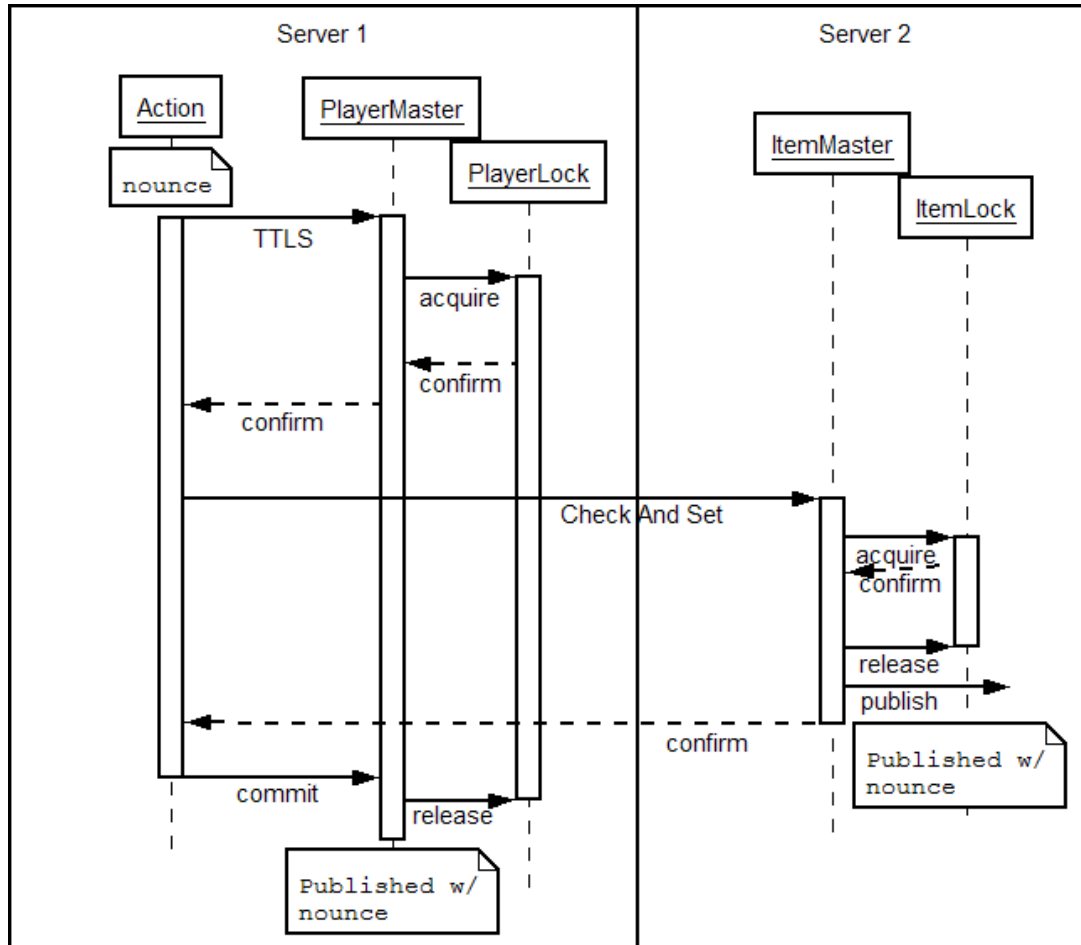 Server 1
Server 2
Action
PlayerMaster
ItemMaster
nounce
PlayerLock
ItemLock
TTLS
acquire
confirm
confirm
Check And Set
acquire
confirm
release
publish
confirm
Published w/
nounce
commit
release
Published w/
nounce